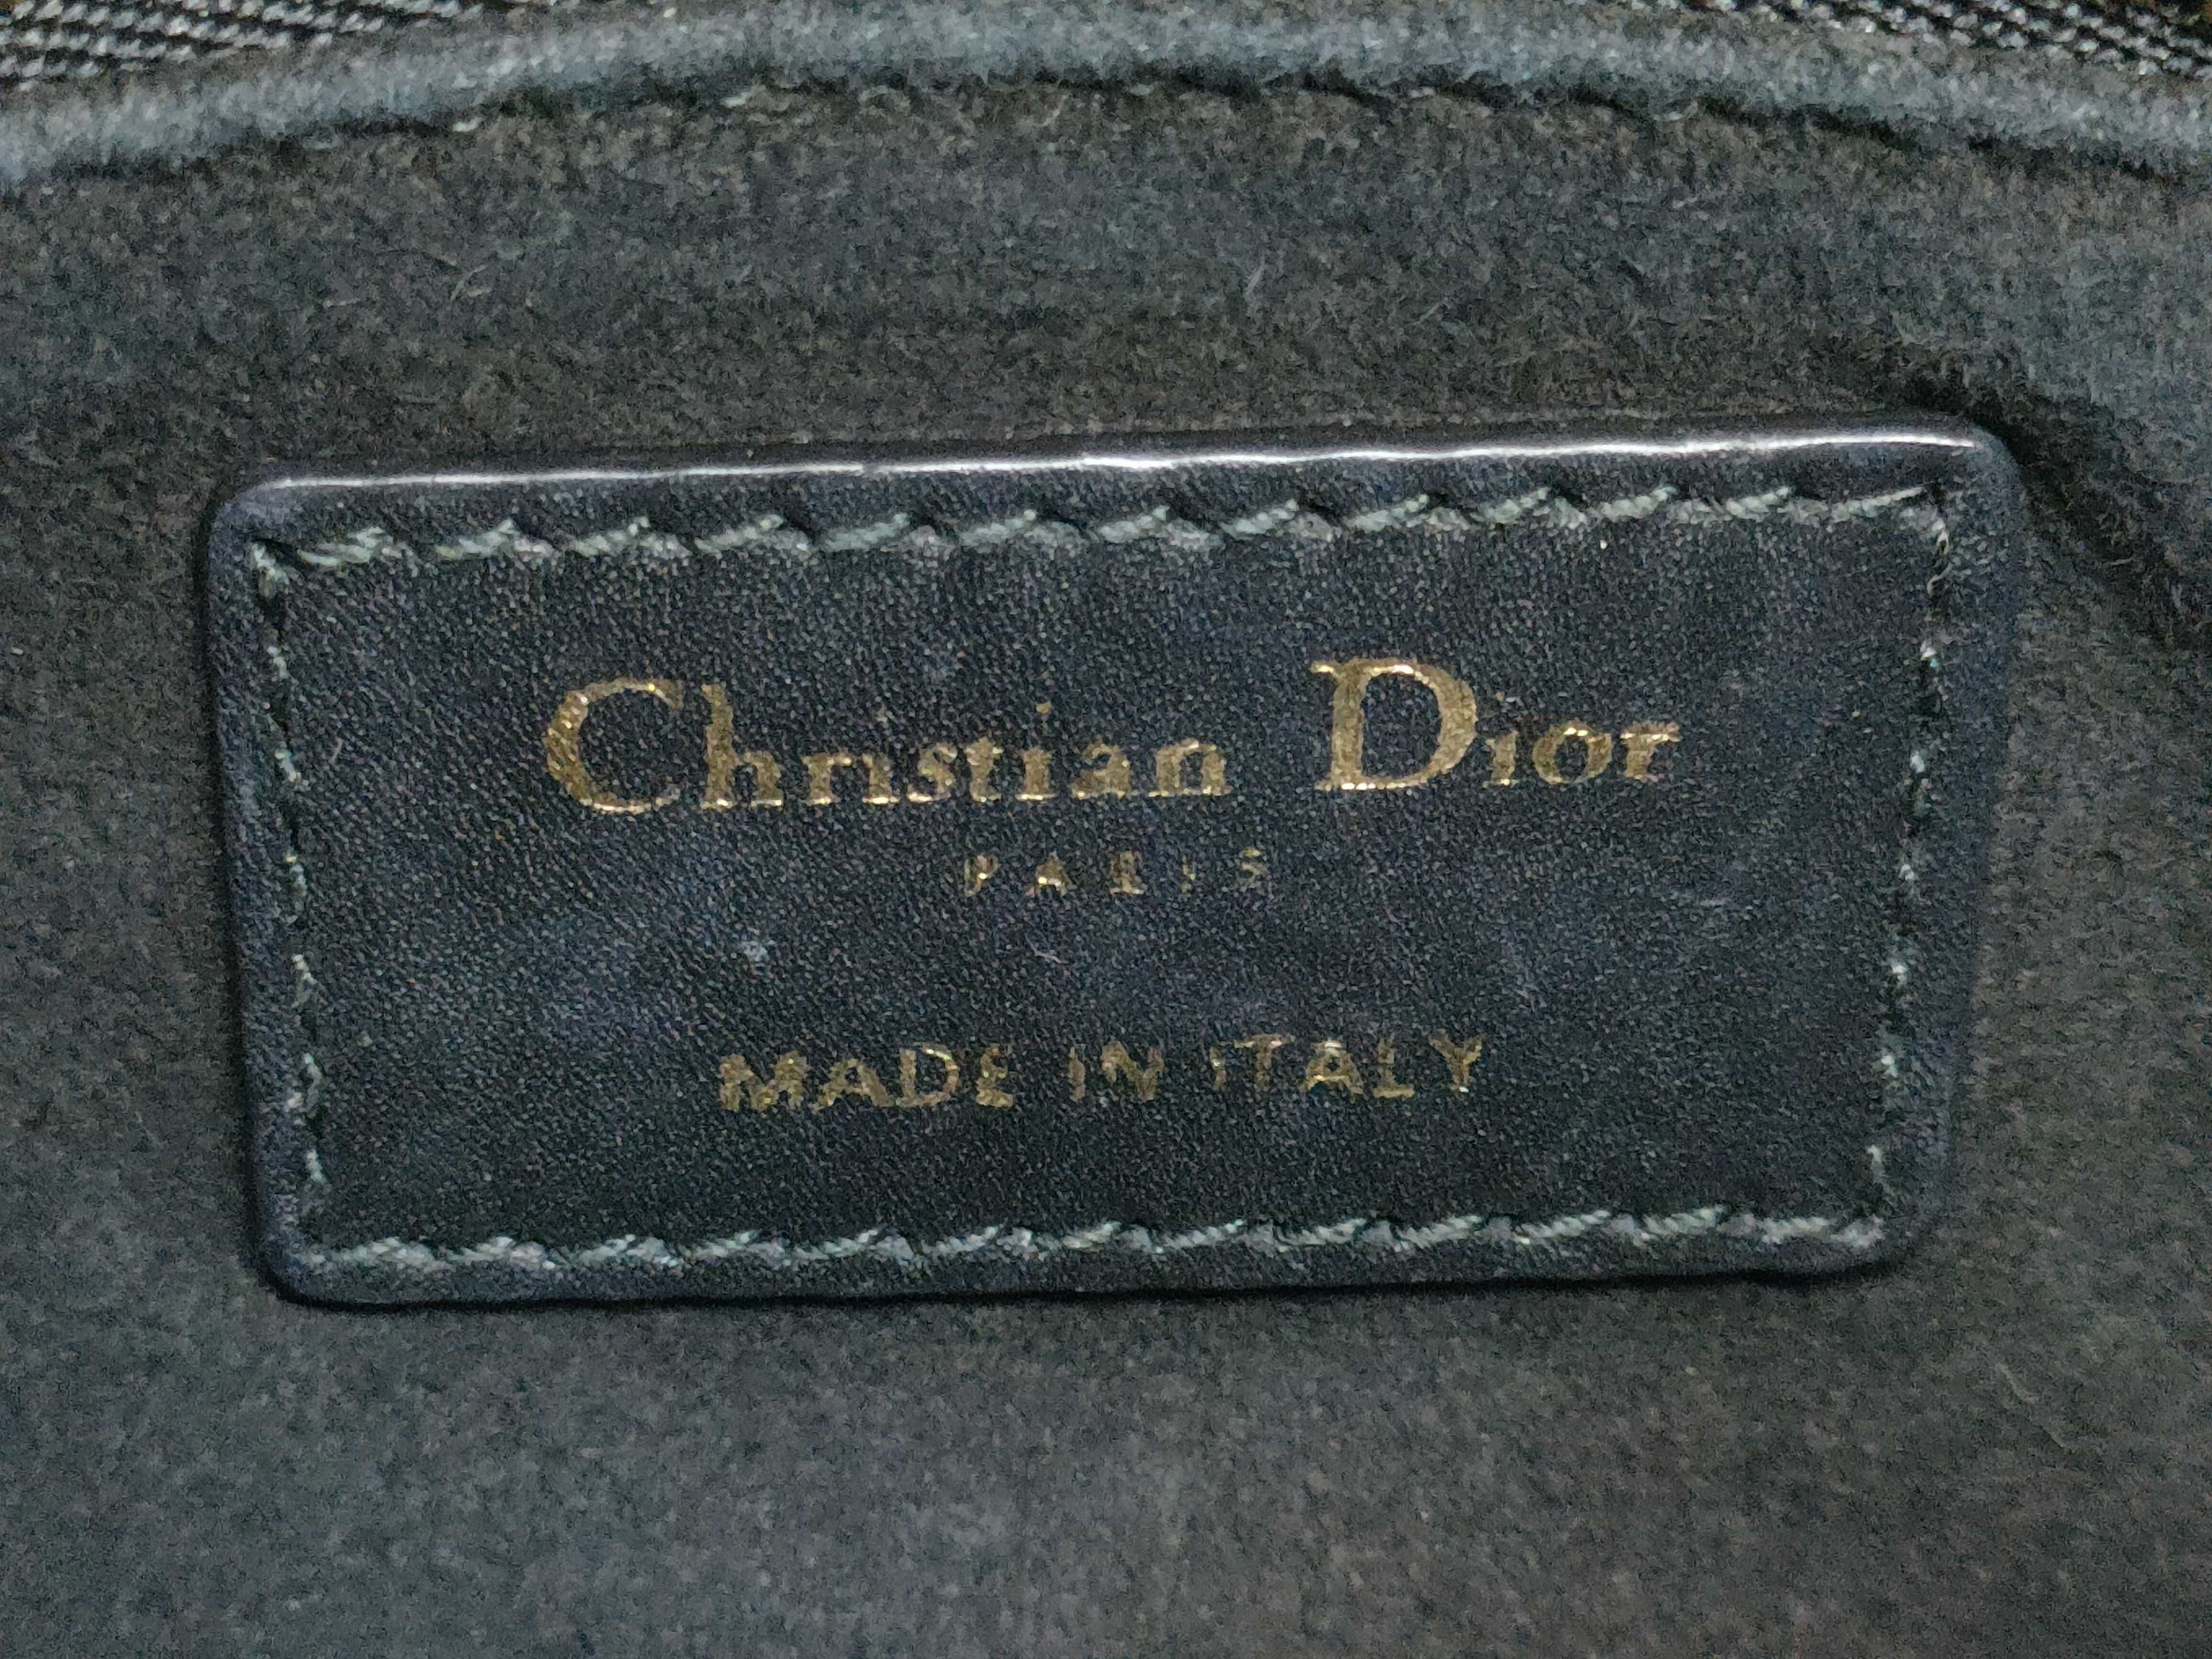 Christian Dior
PARIS
MADE IN ITALY